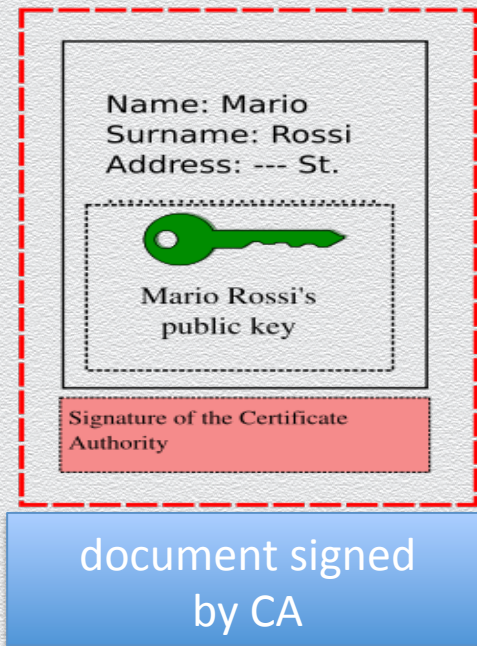 Name: Mario
Surname: Rossi
Address: --- St.
Mario Rossi's
public key
Signature of the Certificate
Authority
document signed
by CA